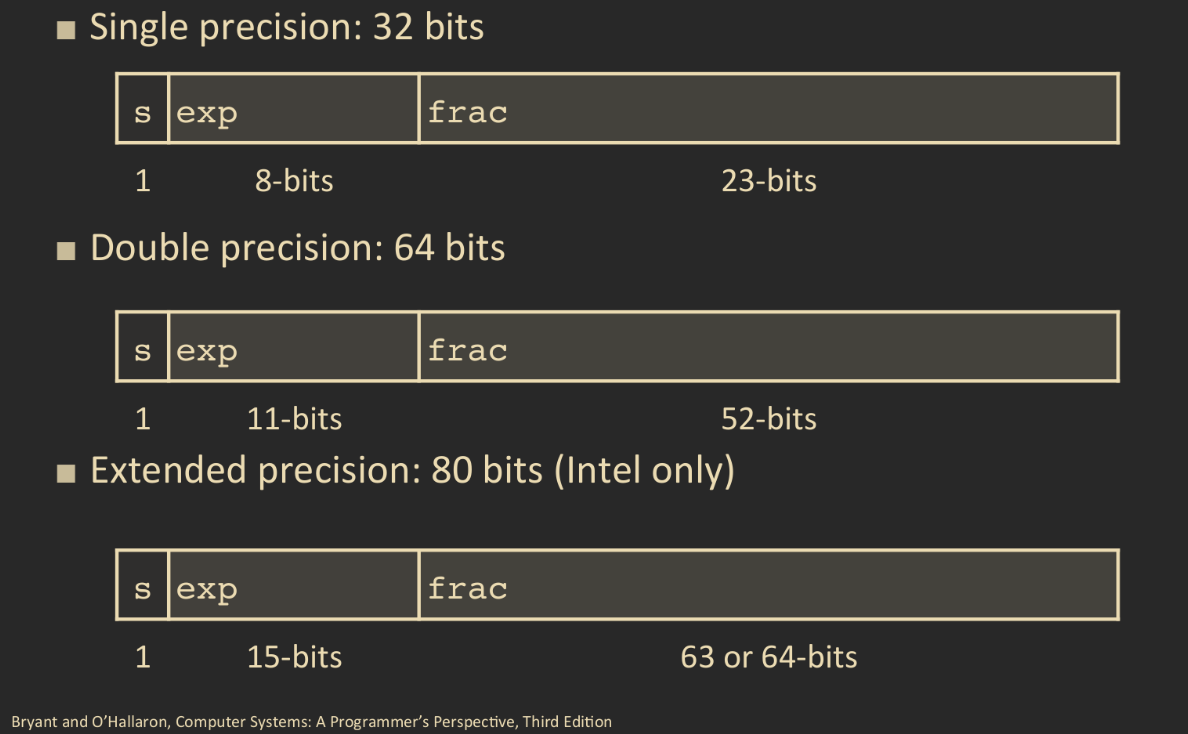 ■ Single precision: 32 bits
s exp frac
1 8-bits 23-bits
■ Double precision: 64 bits
s exp frac
1 11-bits 52-bits
■ Extended precision: 80 bits (Intel only)
s exp frac
1 15-bits 63 or 64-bits
Bryant and O’Hallaron, Computer Systems: A Programmer’s Perspective, Third Edition